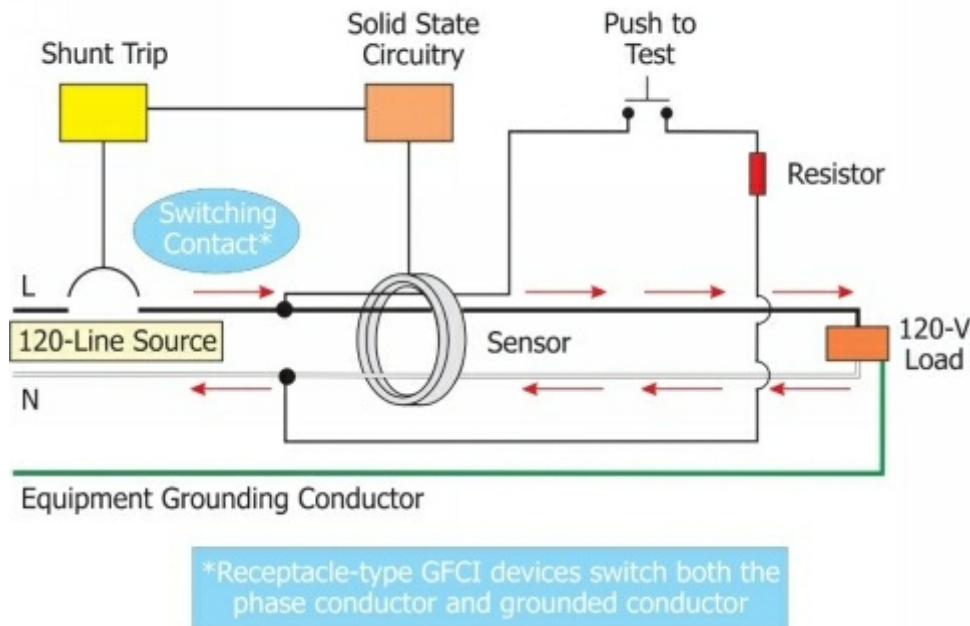 Shunt Trip
Solid State
Circuitry
Push to
Test
Resistor
Switching
Contact*
L
120-Line Source
Sensor
120-V
Load
N
Equipment Grounding Conductor
*Receptacle-type GFCI devices switch both the
phase conductor and grounded conductor